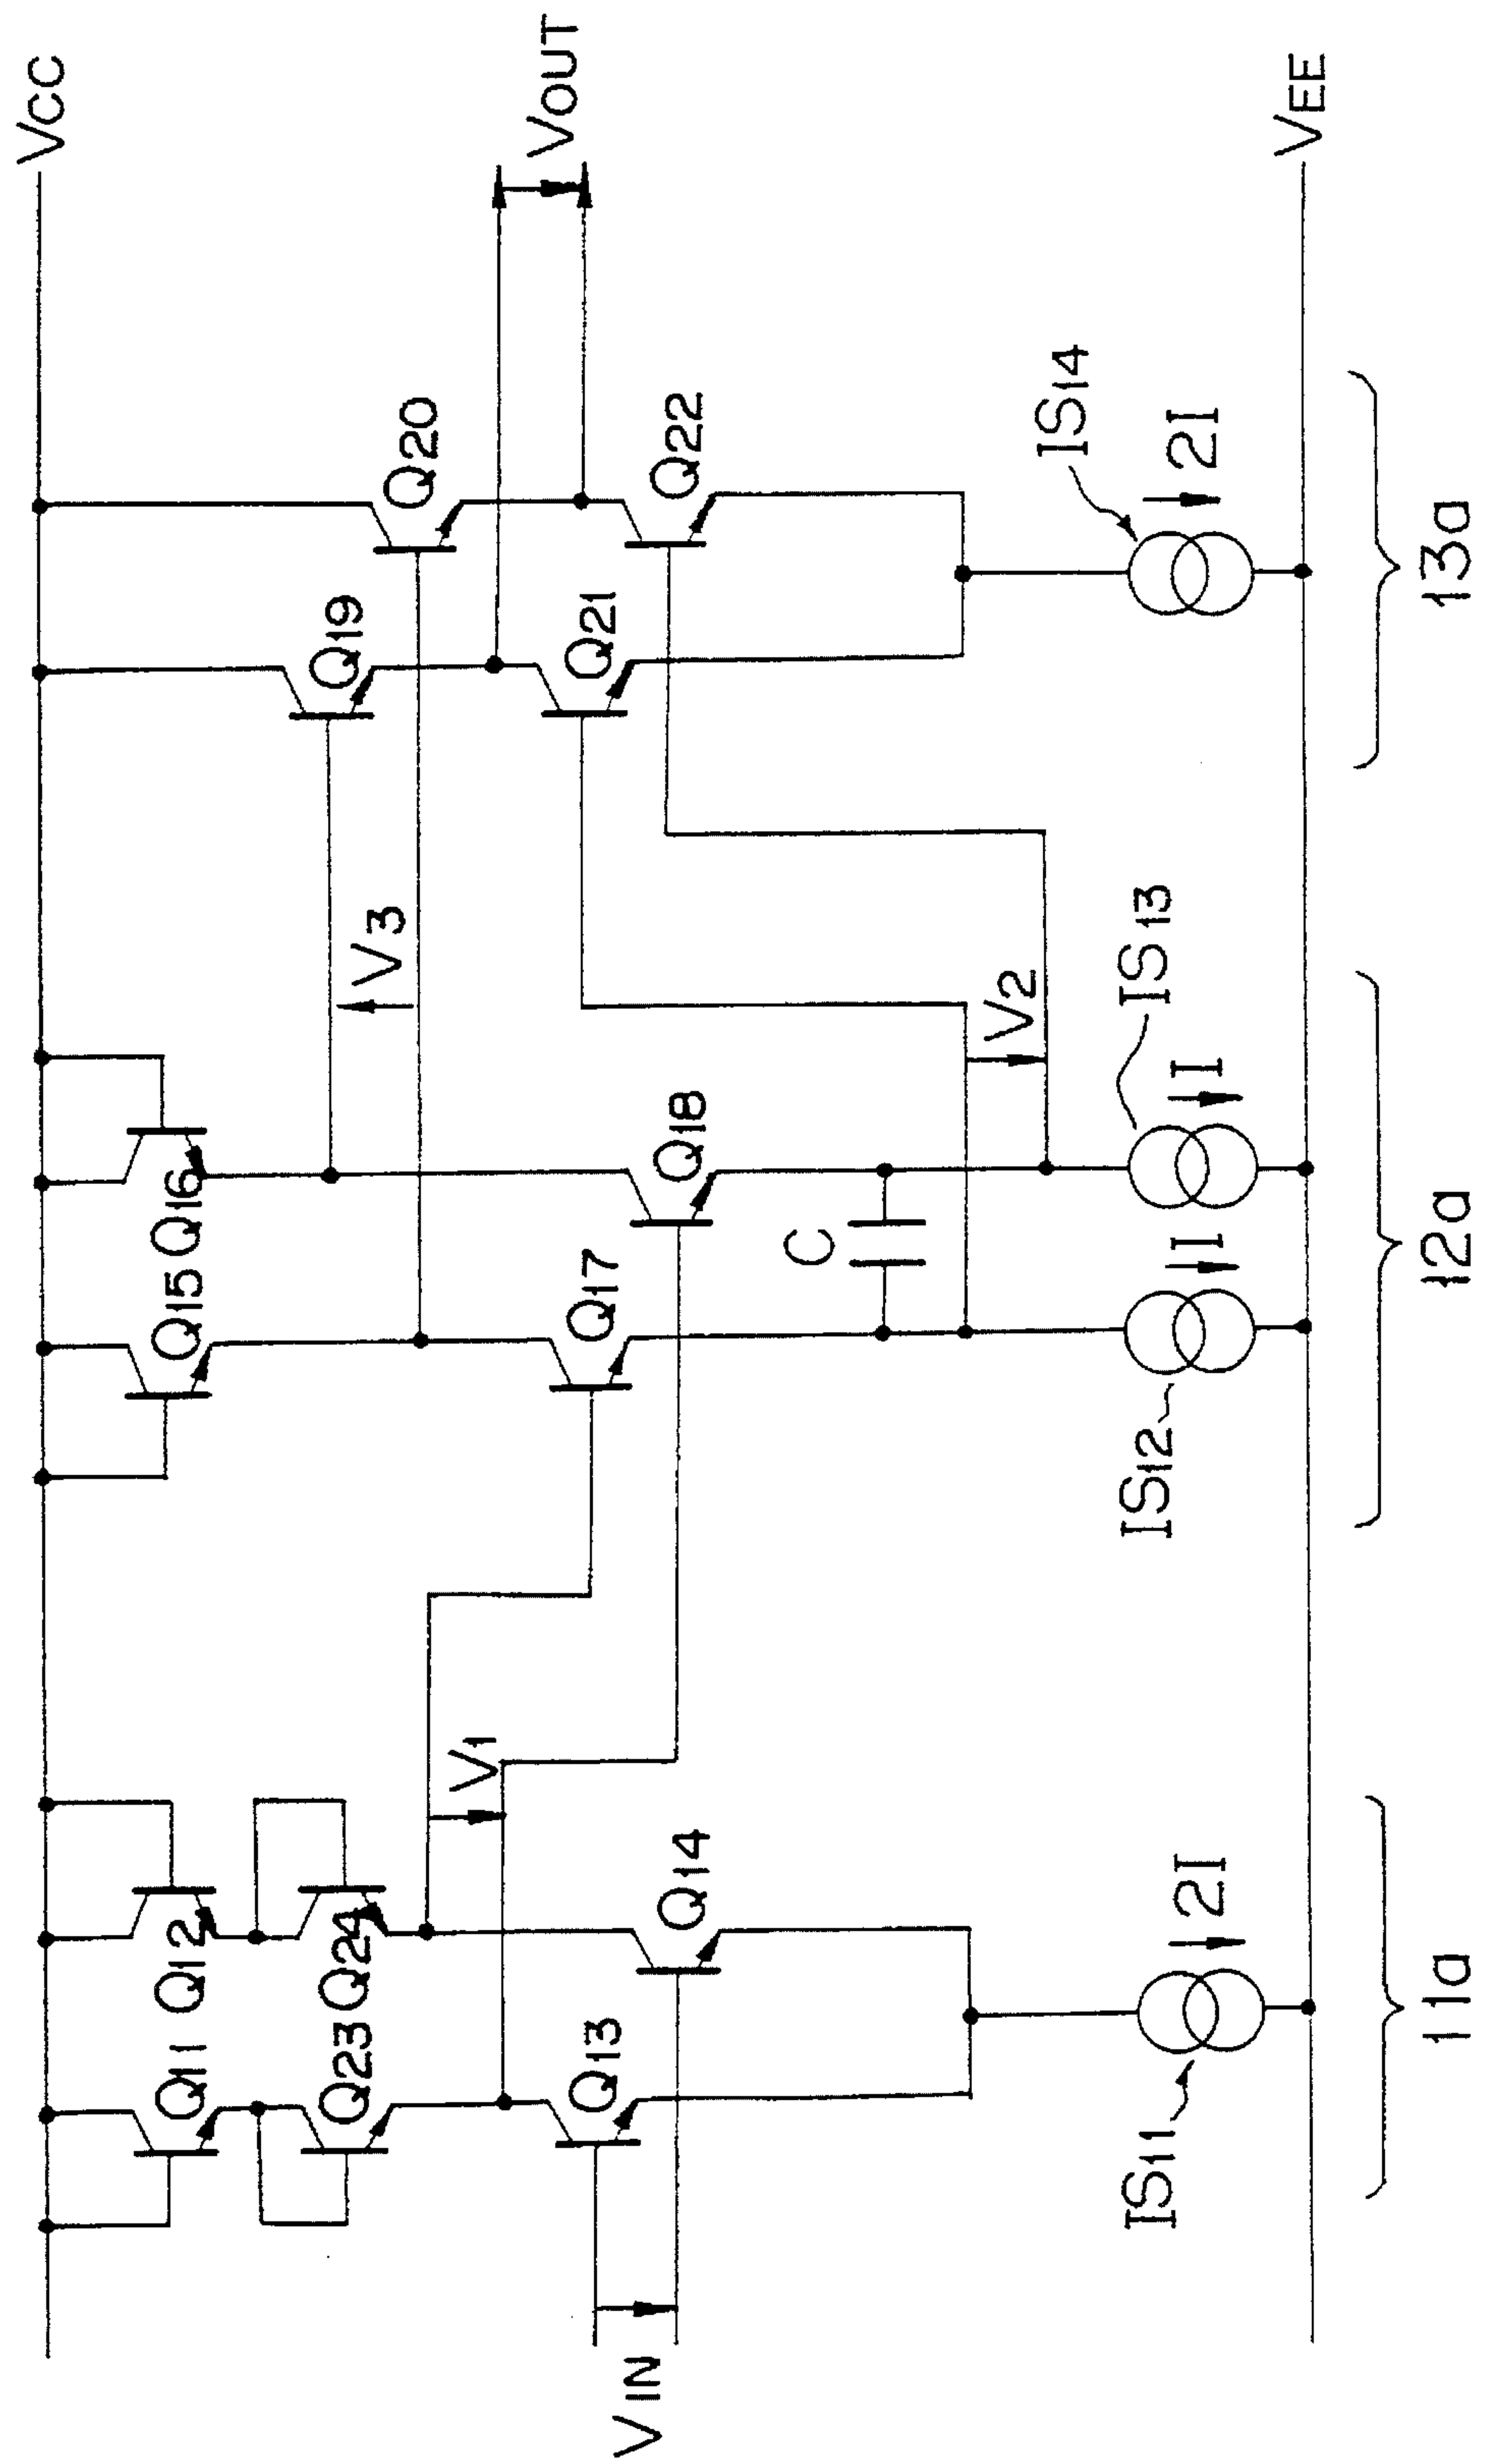 VCC
VOUT
VEE
Q20
Q19
Q22
Q21
IS14
2I
13a
V3
V2
IS13
I
Q16
Q15
Q18
Q17
C
I
IS12
12a
V1
Q12
Q11
Q24
Q23
Q14
Q13
2I
IS11
11a
VIN